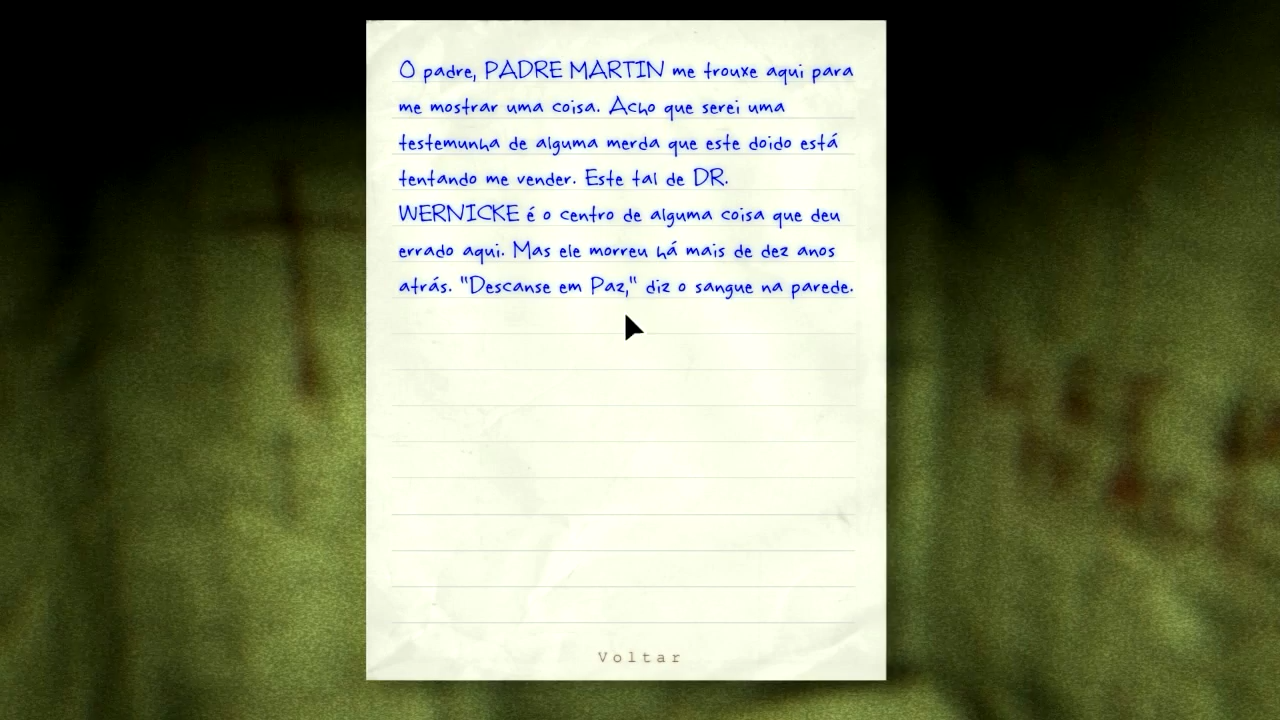 O padre, PADRE MARTIN me trouxe aqui para
me mostrar uma coisa. Acho que serei uma
testemunha de alguma merda que este doido está
tentando me vender. Este tal de DR.
WERNICKE é o centro de alguma coisa que deu
errado aqui. Mas ele morreu há mais de dez anos
atrás. "Descanse em Paz," diz o sangue na parede.
Voltar